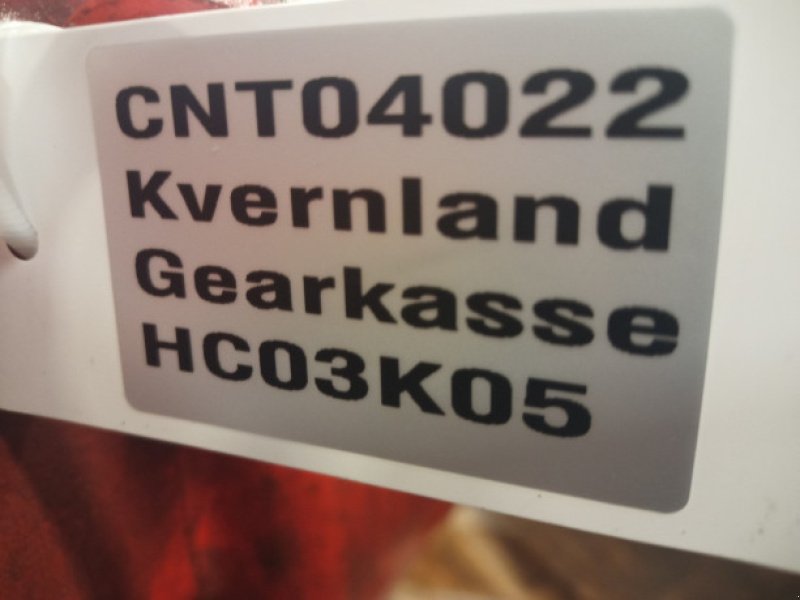 CNT04022
Kvernland
Gearkasse
HC03K05